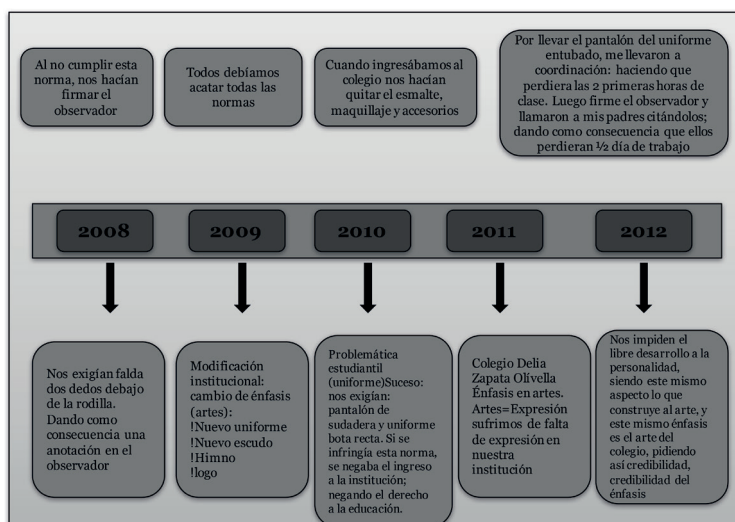 Al no cumplir esta
norma, nos hacían
firmar el
observador
Todos debíamos
acatar todas las
normas
Cuando ingresábamos al
colegio nos hacían
quitar el esmalte,
maquillaje y accesorios
Por llevar el pantalón del uniforme
entubado, me llevaron a
coordinación: haciendo que
perdiera las 2 primeras horas de
clase. Luego firme el observador y
llamaron a mis padres citándolos;
dando como consecuencia que ellos
perdieran ½ día de trabajo
2008
2009
2010
2011
2012
Nos exigían falda
dos dedos debajo
de la rodilla.
Dando como
consecuencia una
anotación en el
observador
Modificación
institucional:
cambio de énfasis
(artes):
!Nuevo uniforme
!Nuevo escudo
!Himno
!logo
Problemática
estudiantil
(uniforme)Suceso:
nos exigían:
pantalón de
sudadera y uniforme
bota recta. Si se
infringía esta norma,
se negaba el ingreso
a la institución;
negando el derecho
a la educación.
Colegio Delia
Zapata Olívella
Énfasis en artes.
Artes=Expresión
sufrimos de falta
de expresión en
nuestra
institución
Nos impiden el
libre desarrollo a la
personalidad,
siendo este mismo
aspecto lo que
construye al arte, y
este mismo énfasis
es el arte del
colegio, pidiendo
así credibilidad,
credibilidad del
énfasis